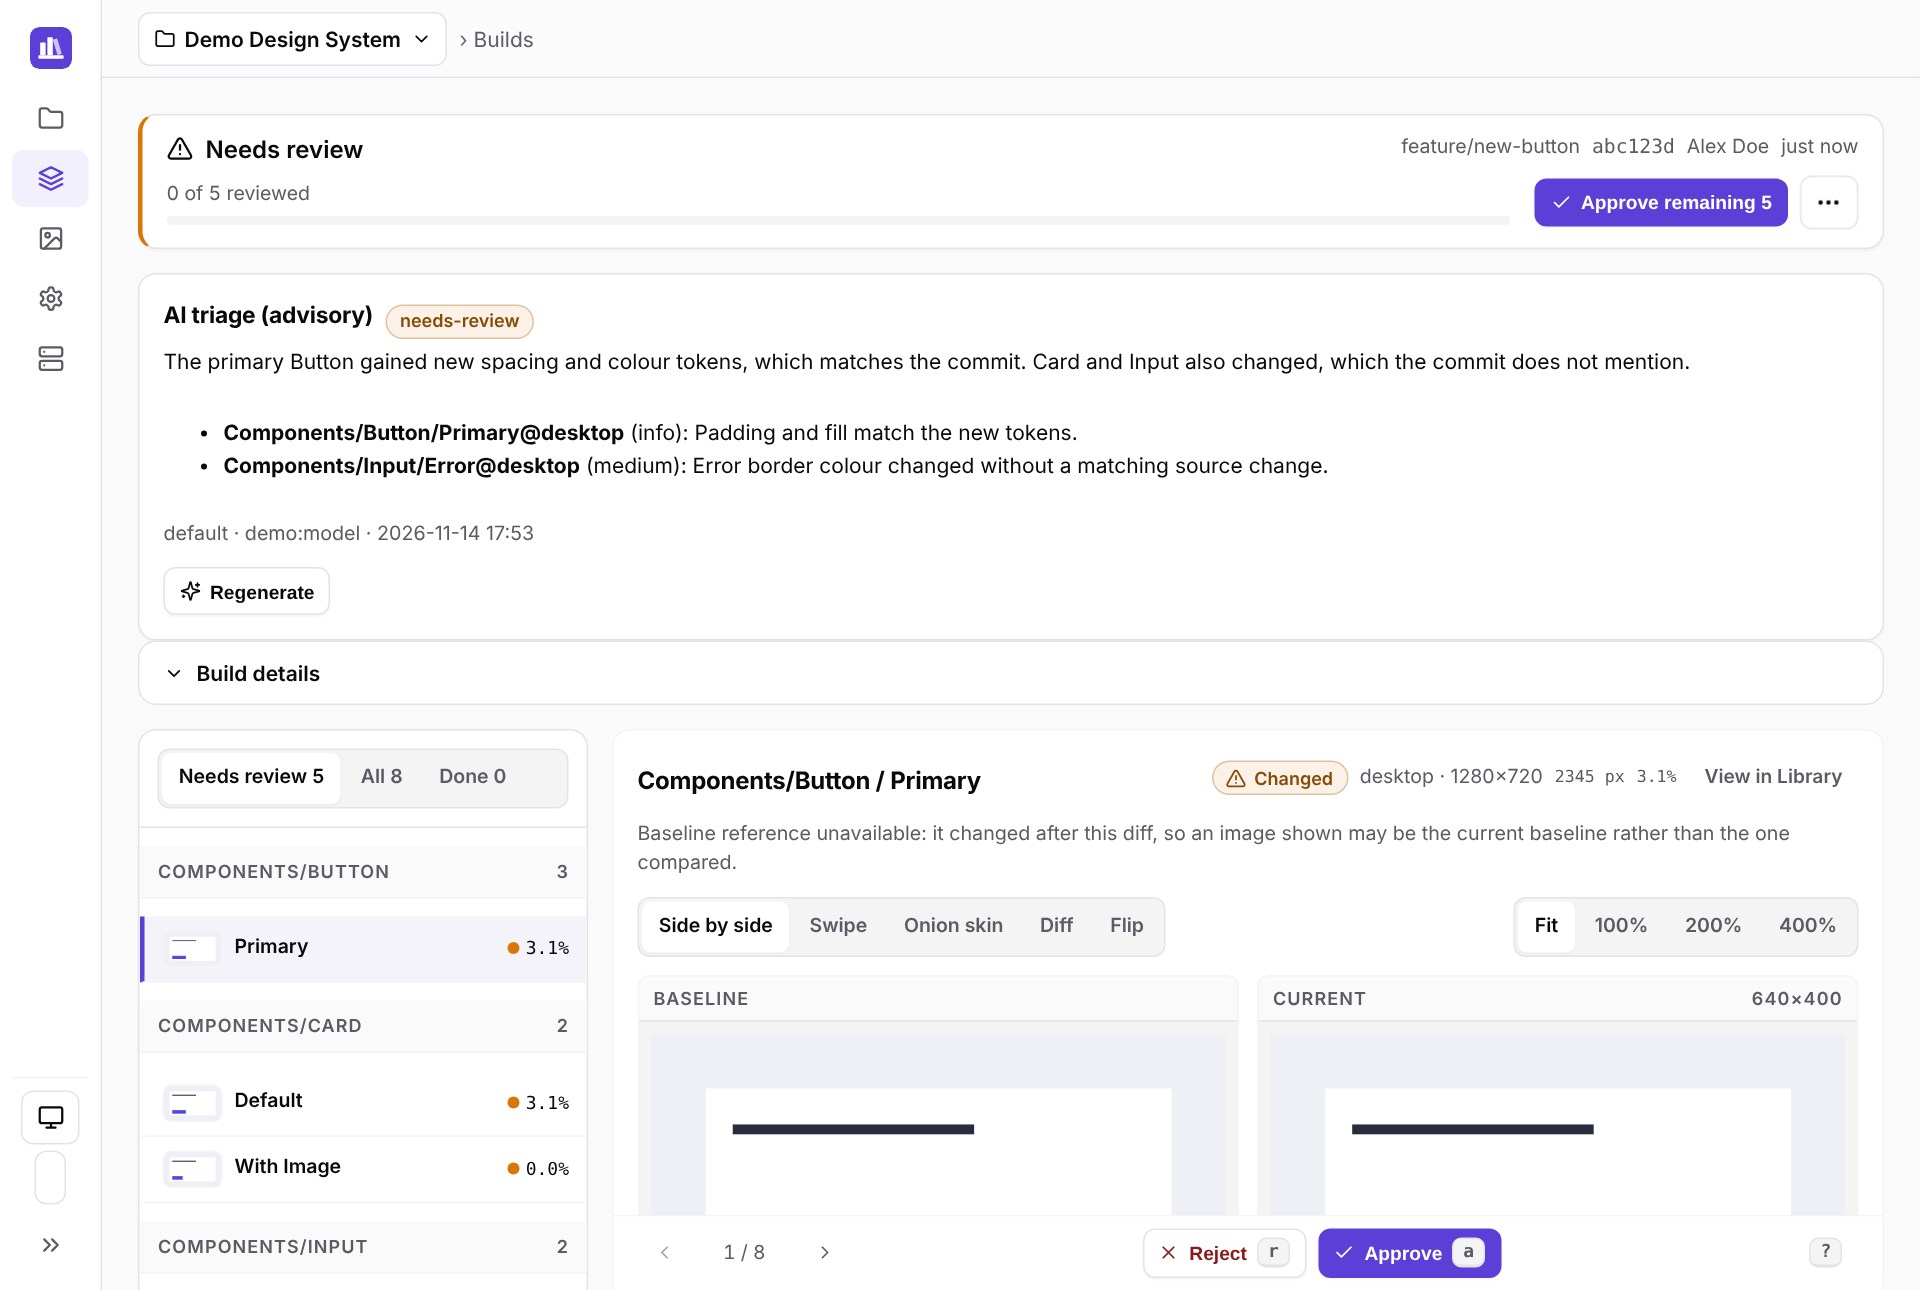 Demo Design System
› Builds
Needs review
feature/new-button abc123d Alex Doe just now
0 of 5 reviewed
Approve remaining 5
AI triage (advisory)
needs-review
The primary Button gained new spacing and colour tokens, which matches the commit. Card and Input also changed, which the commit does not mention.
• Components/Button/Primary@desktop (info): Padding and fill match the new tokens.
• Components/Input/Error@desktop (medium): Error border colour changed without a matching source change.
default · demo:model · 2026-11-14 17:53
Regenerate
Build details
Needs review 5
All 8
Done 0
COMPONENTS/BUTTON 3
Primary 3.1%
COMPONENTS/CARD 2
Default 3.1%
With Image 0.0%
COMPONENTS/INPUT 2
Components/Button / Primary
Changed
desktop · 1280×720 2345 px 3.1%
View in Library
Baseline reference unavailable: it changed after this diff, so an image shown may be the current baseline rather than the one
compared.
Side by side
Swipe
Onion skin
Diff
Flip
Fit
100%
200%
400%
BASELINE
CURRENT 640×400
1 / 8
Reject r
Approve a
?